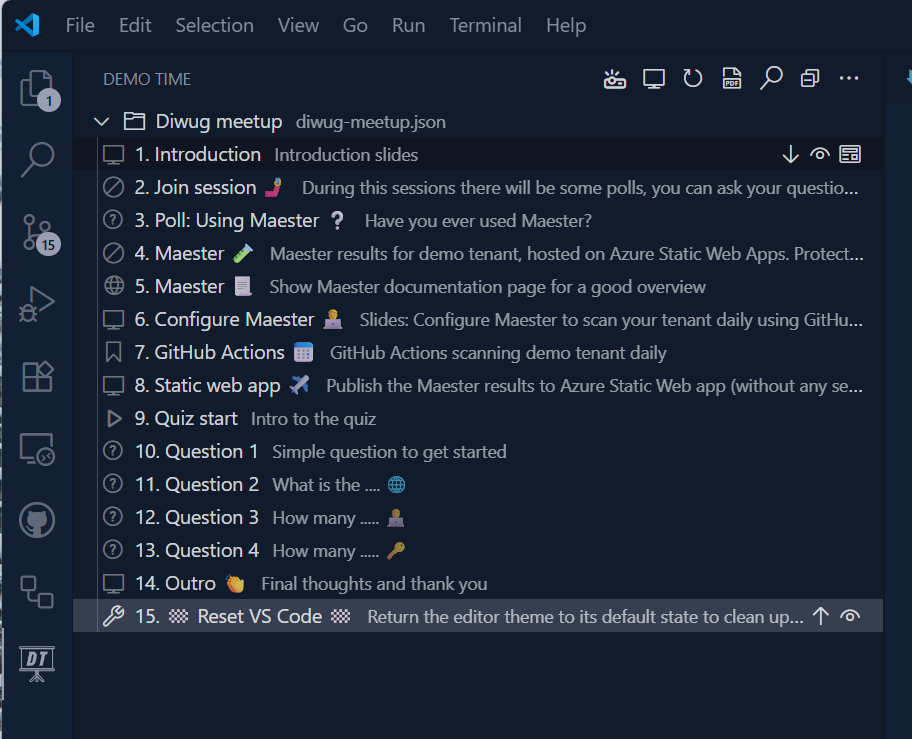 File Edit Selection View Go Run Terminal Help
DEMO TIME
PDF
1
Diwug meetup diwug-meetup.json
1. Introduction Introduction slides
2. Join session 🤳 During this sessions there will be some polls, you can ask your questio...
3. Poll: Using Maester ❔ Have you ever used Maester?
15
4. Maester 🧪 Maester results for demo tenant, hosted on Azure Static Web Apps. Protect...
5. Maester 📃 Show Maester documentation page for a good overview
6. Configure Maester 🧑‍💻 Slides: Configure Maester to scan your tenant daily using GitHu...
7. GitHub Actions 📅 GitHub Actions scanning demo tenant daily
8. Static web app ✈️ Publish the Maester results to Azure Static Web app (without any se...
9. Quiz start Intro to the quiz
10. Question 1 Simple question to get started
11. Question 2 What is the .... 🌐
12. Question 3 How many ..... 🧑‍💻
13. Question 4 How many ..... 🔑
14. Outro 👏 Final thoughts and thank you
15. 🏁 Reset VS Code 🏁 Return the editor theme to its default state to clean up...
DT